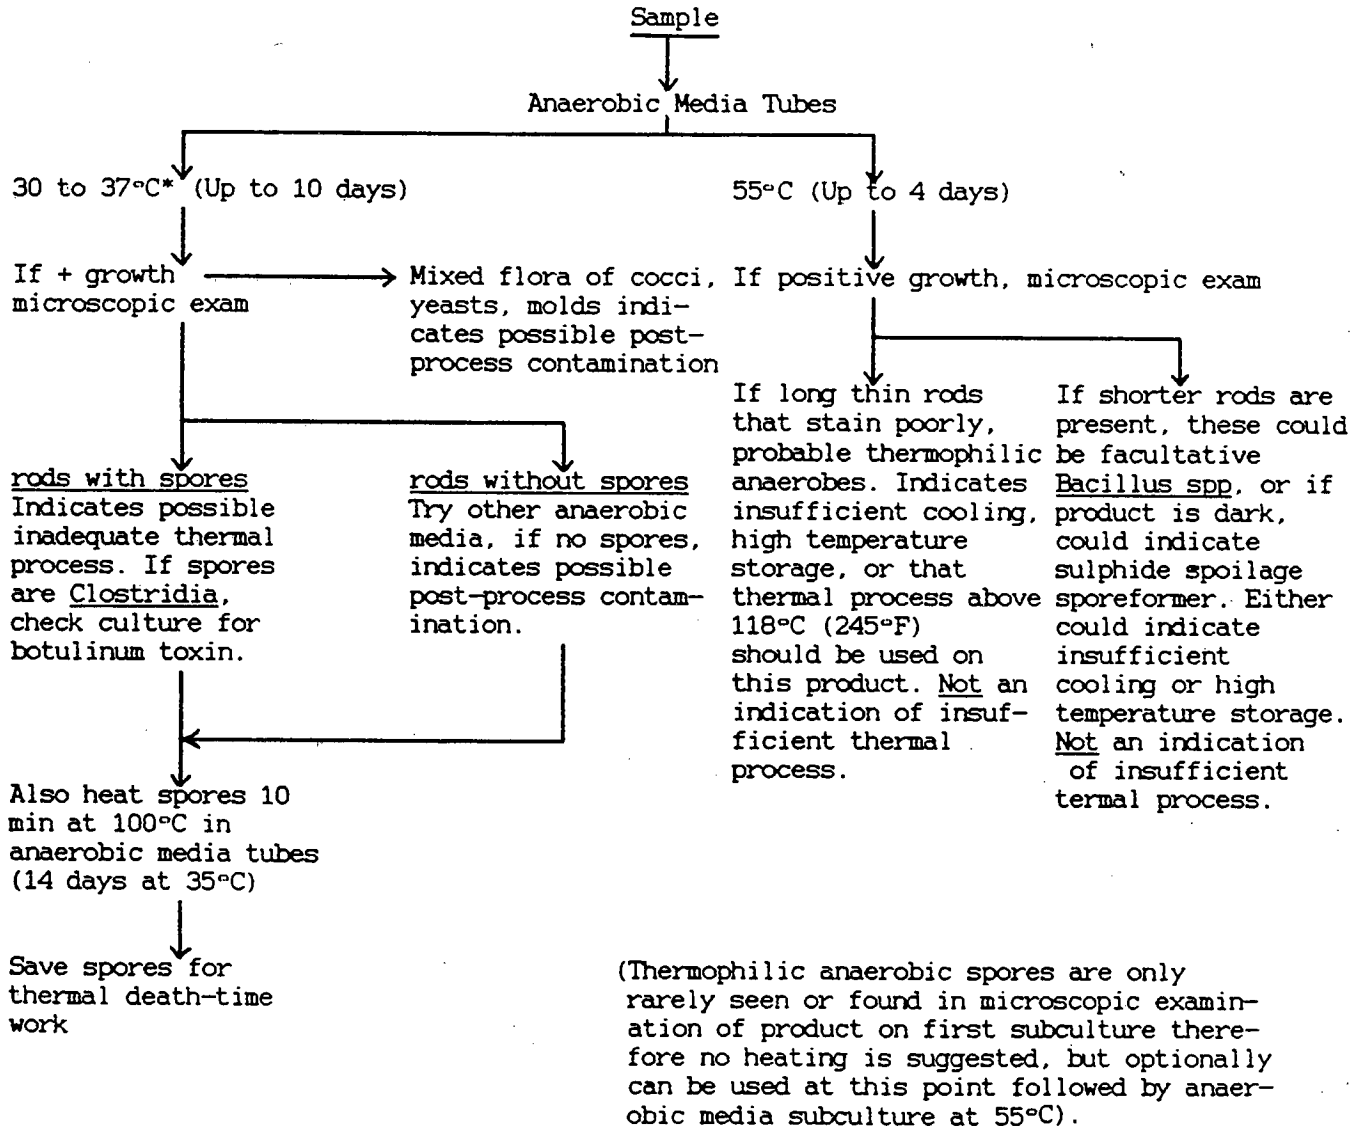 Sample
Anaerobic Media Tubes
30 to 37°C* (Up to 10 days)
55°C (Up to 4 days)
If + growth
microscopic exam
Mixed flora of cocci,
yeasts, molds indi-
cates possible post-
process contamination
If positive growth, microscopic exam
rods with spores
Indicates possible
inadequate thermal
process. If spores
are Clostridia,
check culture for
botulinum toxin.
rods without spores
Try other anaerobic
media, if no spores,
indicates possible
post-process contam-
ination.
If long thin rods
that stain poorly,
probable thermophilic
anaerobes. Indicates
insufficient cooling,
high temperature
storage, or that
thermal process above
118°C (245°F)
should be used on
this product. Not an
indication of insuf-
ficient thermal
process.
If shorter rods are
present, these could
be facultative
Bacillus spp, or if
product is dark,
could indicate
sulphide spoilage
sporeformer. Either
could indicate
insufficient
cooling or high
temperature storage.
Not an indication
of insufficient
termal process.
Also heat spores 10
min at 100°C in
anaerobic media tubes
(14 days at 35°C)
Save spores for
thermal death-time
work
(Thermophilic anaerobic spores are only
rarely seen or found in microscopic examin-
ation of product on first subculture there-
fore no heating is suggested, but optionally
can be used at this point followed by anaer-
obic media subculture at 55°C).